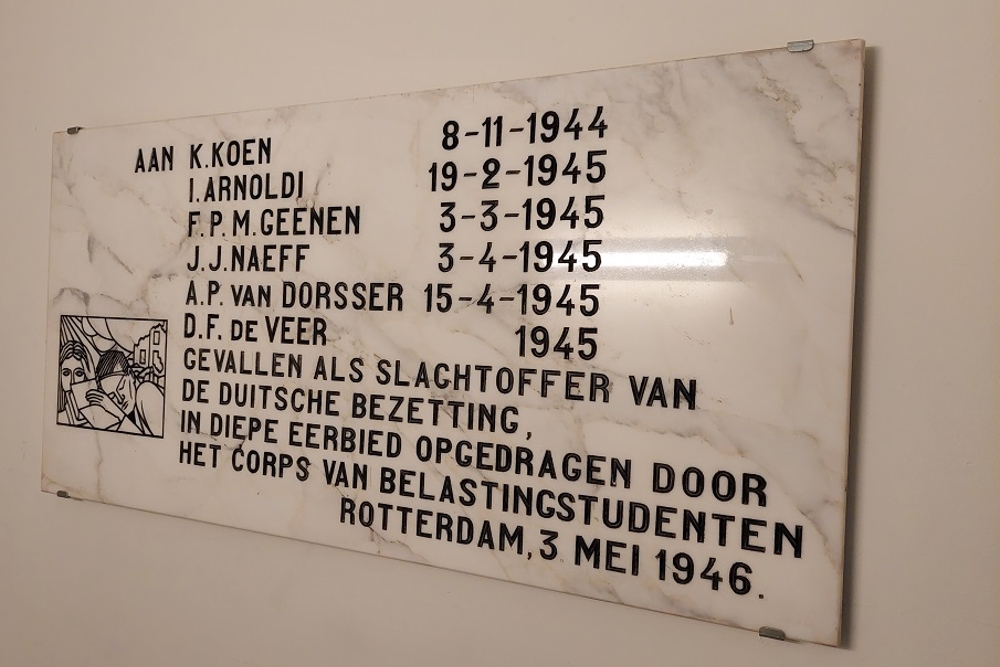 AAN K.KOEN 8-11-1944
I.ARNOLDI 19-2-1945
F.P.M.GEENEN 3-3-1945
J.J.NAEFF 3-4-1945
A.P. VAN DORSSER 15-4-1945
D.F. DE VEER 1945
GEVALLEN ALS SLACHTOFFER VAN
DE DUITSCHE BEZETTING,
IN DIEPE EERBIED OPGEDRAGEN DOOR
HET CORPS VAN BELASTINGSTUDENTEN
ROTTERDAM, 3 MEI 1946.